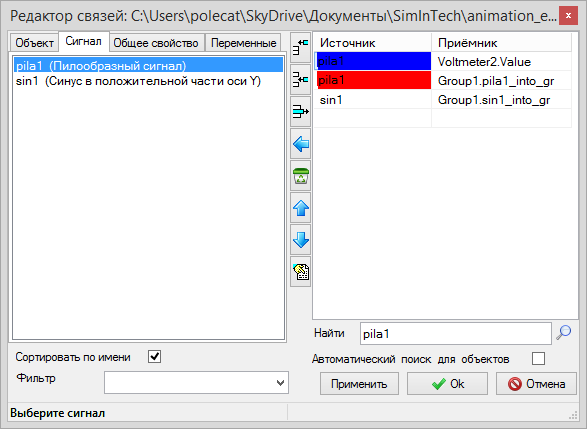 Редактор связей: C:\Users\polecat\SkyDrive\Документы\SimInTech\animation_e...
Объект Сигнал Общее свойство Переменные
pila1 (Пилообразный сигнал)
sin1 (Синус в положительной части оси Y)
Источник Приёмник
pila1 Voltmeter2.Value
pila1 Group1.pila1_into_gr
sin1 Group1.sin1_into_gr
Найти pila1
Сортировать по имени
Автоматический поиск для объектов
Фильтр
Применить Ok Отмена
Выберите сигнал